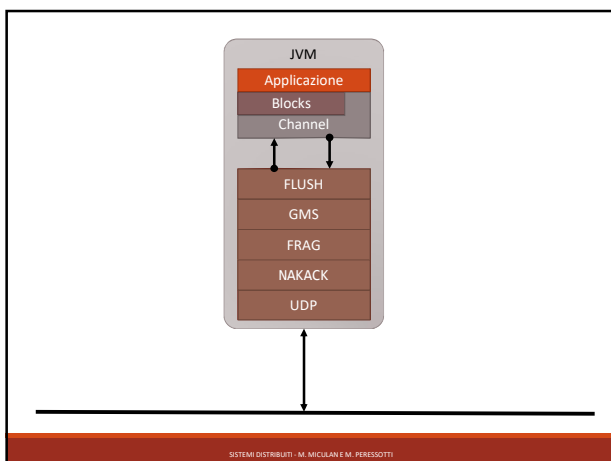 JVM
Applicazione
Blocks
Channel
FLUSH
GMS
FRAG
NAKACK
UDP
SISTEMI DISTRIBUITI - M. MICULAN E M. PERESSOTTI